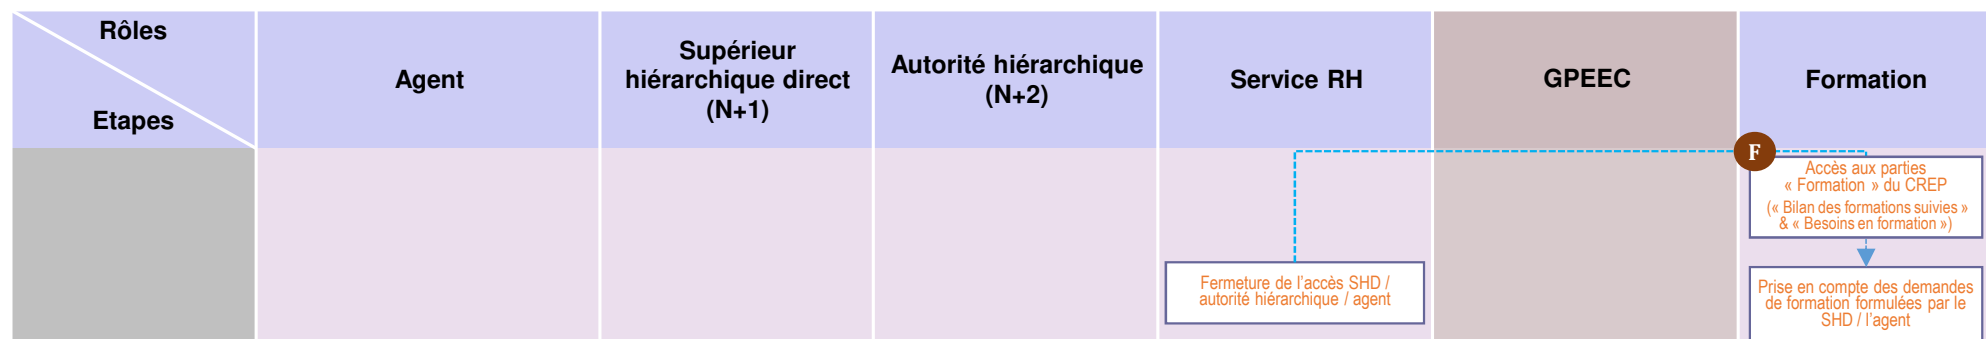 Rôles
Etapes
Agent
Supérieur
hiérarchique direct
(N+1)
Autorité hiérarchique
(N+2)
Service RH
GPEEC
Formation
F
Accès aux parties
« Formation » du CREP
(« Bilan des formations suivies »
& « Besoins en formation »)
Fermeture de l'accès SHD /
autorité hiérarchique / agent
Prise en compte des demandes
de formation formulées par le
SHD / l'agent